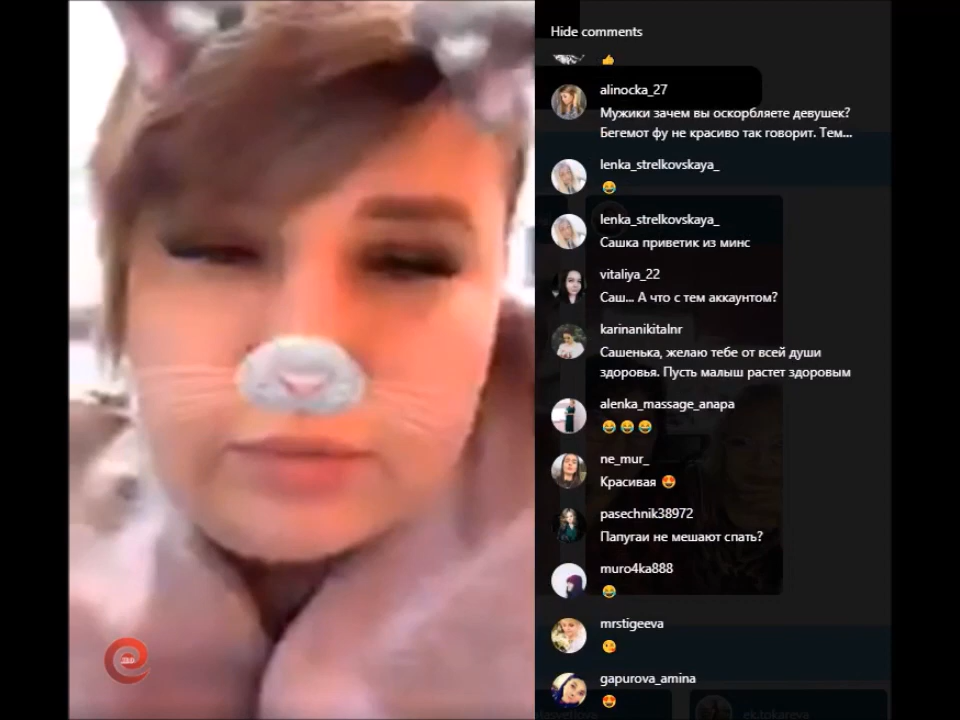 Hide comments
👍
alinocka_27
Мужики зачем вы оскорбляете девушек?
Бегемот фу не красиво так говорит. Тем...
lenka_strelkovskaya_
😂
lenka_strelkovskaya_
Сашка приветик из минс
vitaliya_22
Саш... А что с тем аккаунтом?
karinanikitalnr
Сашенька, желаю тебе от всей души
здоровья. Пусть малыш растет здоровым
alenka_massage_anapa
😂😂😂
ne_mur_
Красивая 😍
pasechnik38972
Папугаи не мешают спать?
muro4ka888
😂
mrstigeeva
😘
gapurova_amina
😍